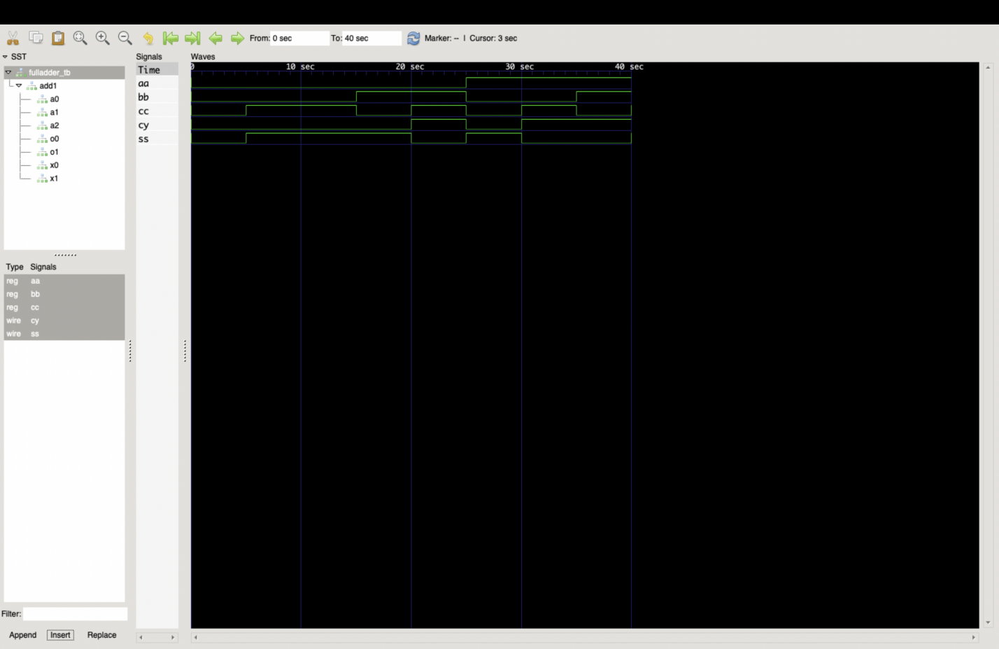 From: 0 sec To: 40 sec Marker: -- | Cursor: 3 sec
SST
fulladder_tb
add1
a0
a1
a2
o0
o1
x0
x1
Type Signals
reg aa
reg bb
reg cc
wire cy
wire ss
Filter:
Append Insert Replace
Signals
Time
aa
bb
cc
cy
ss
Waves
0 10 sec 20 sec 30 sec 40 sec